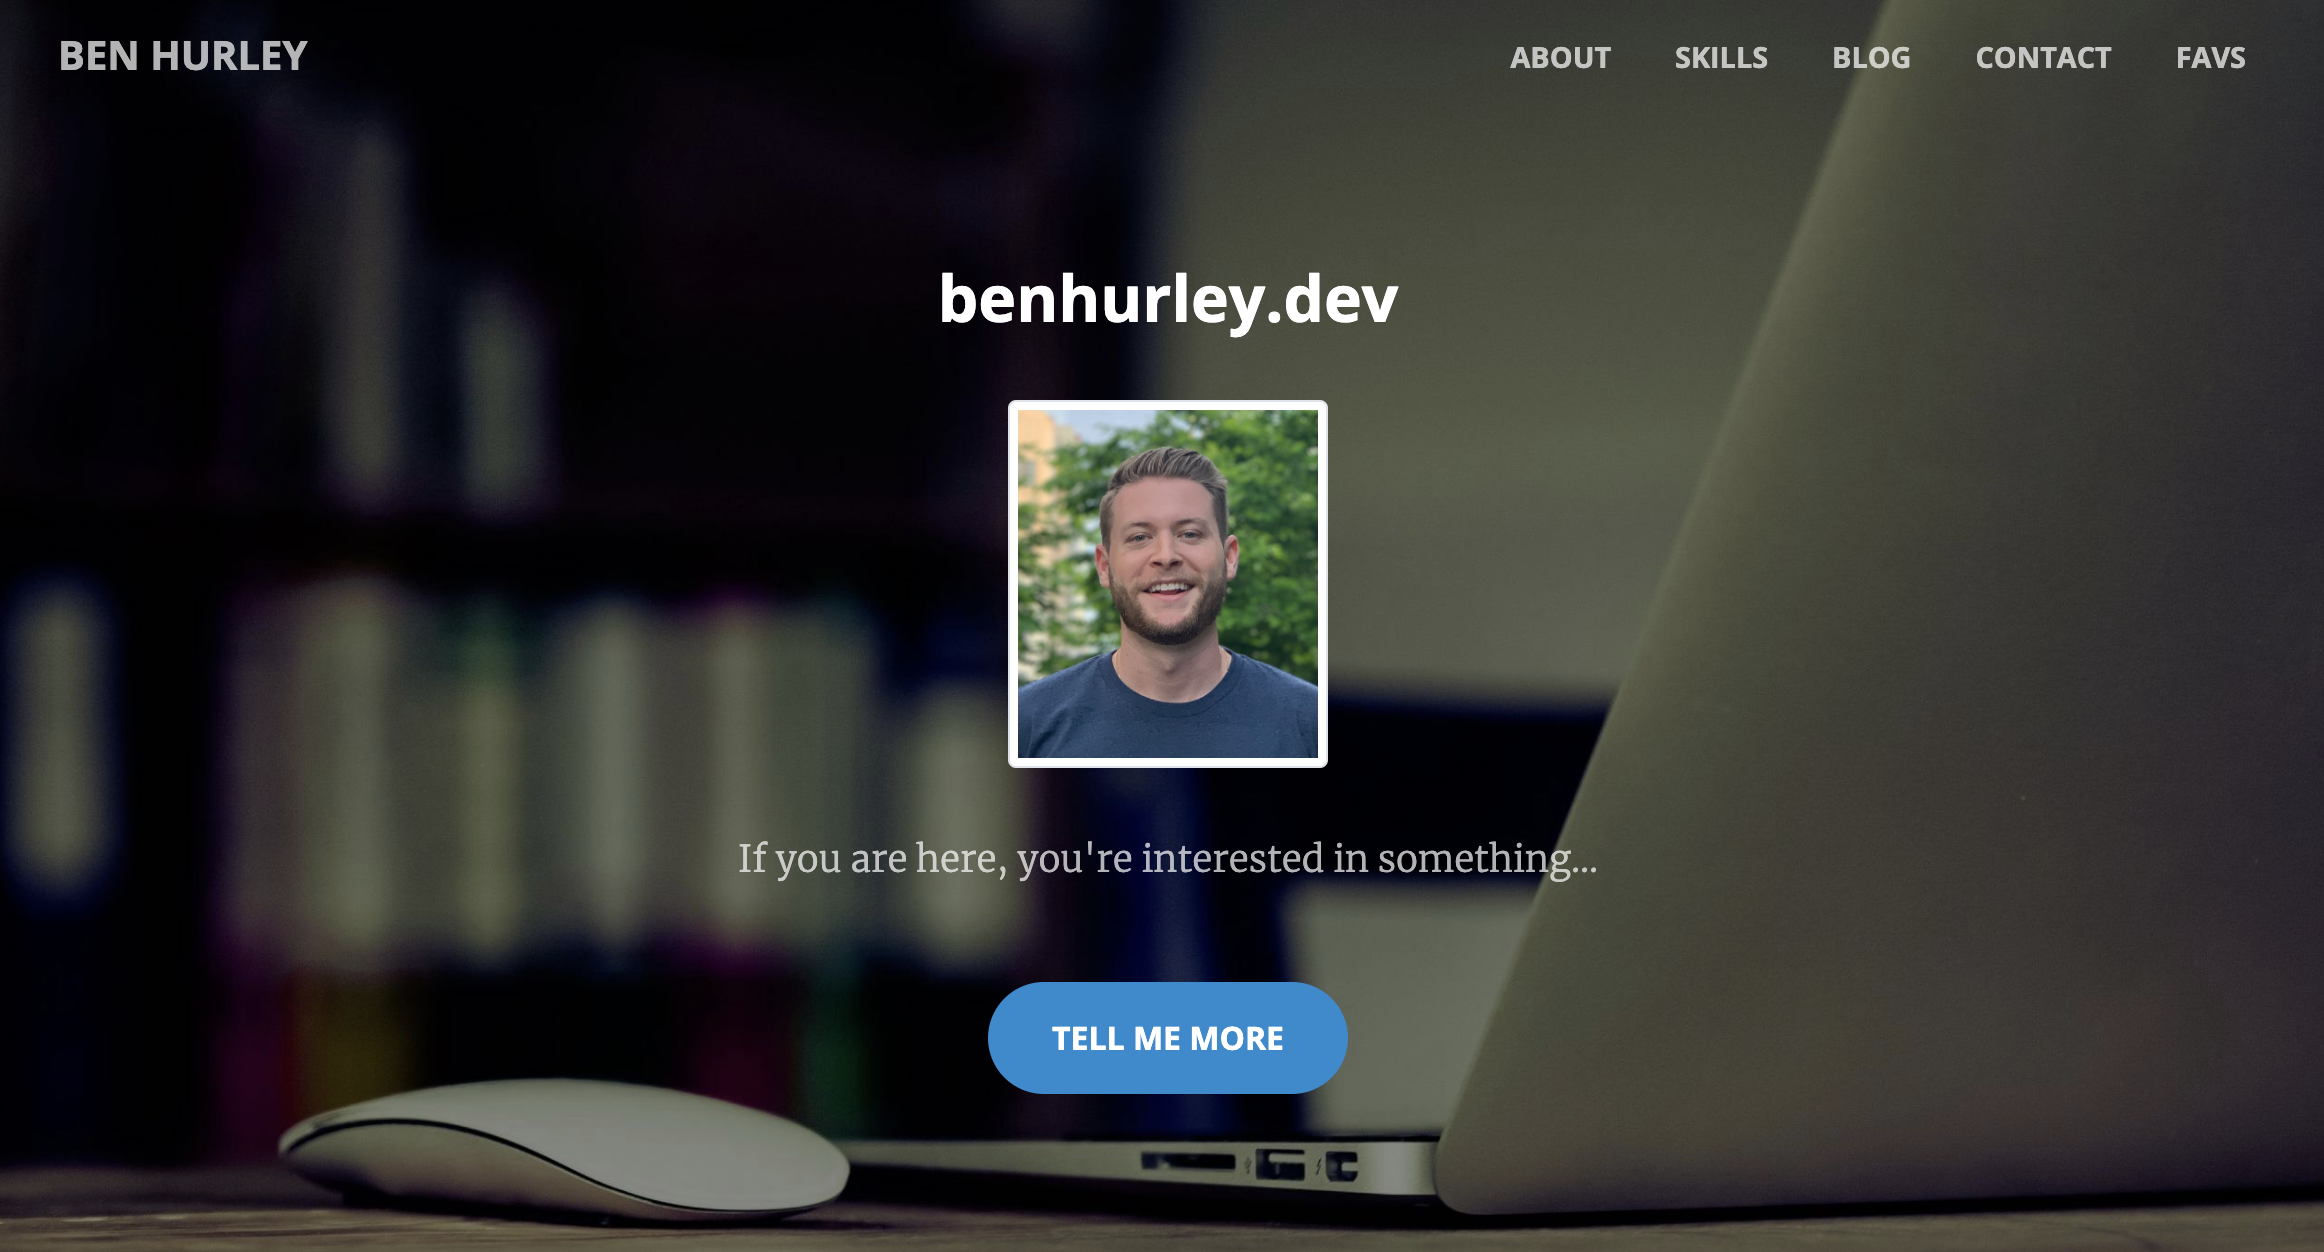 BEN HURLEY
ABOUT SKILLS BLOG CONTACT FAVS
benhurley.dev
If you are here, you're interested in something...
TELL ME MORE